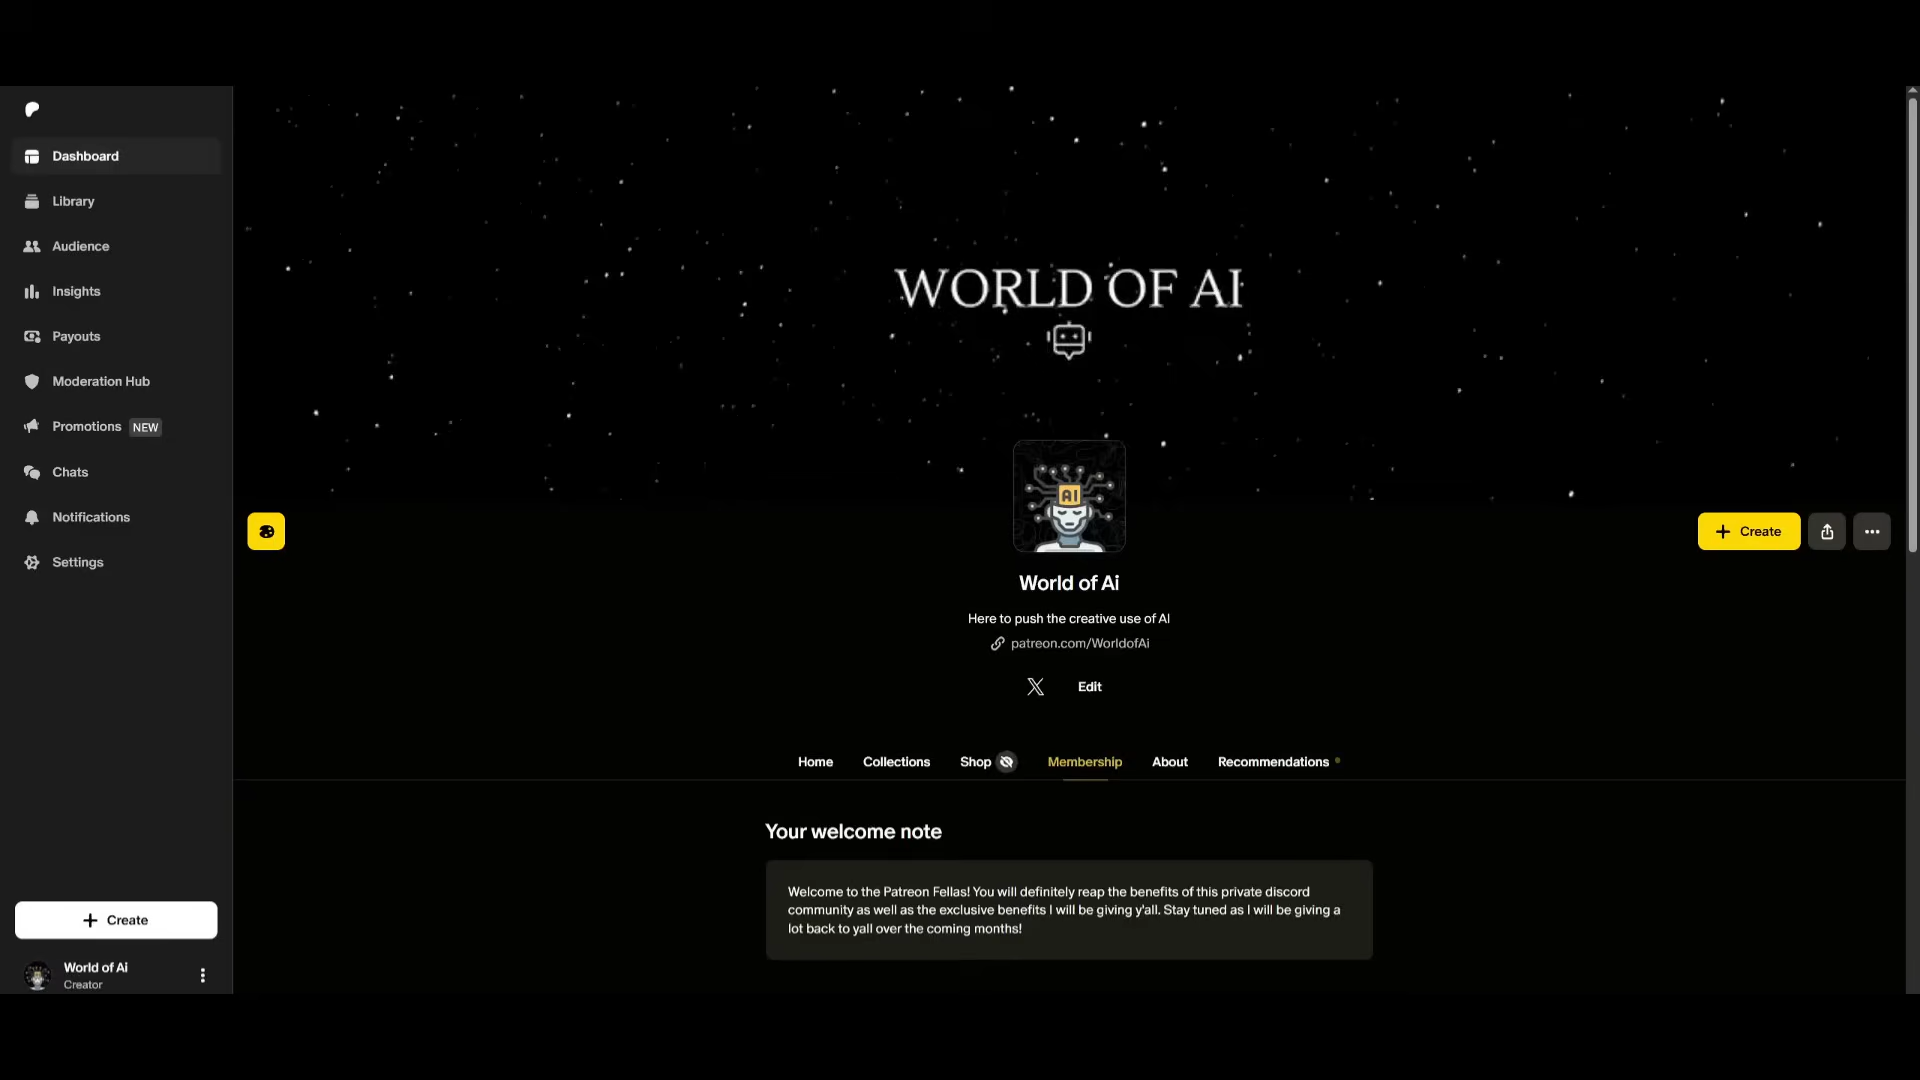 Dashboard
Library
Audience
Insights
Payouts
Moderation Hub
Promotions NEW
Chats
Notifications
Settings
Create
World of Ai
Creator
WORLD OF AI
AI
Create
World of Ai
Here to push the creative use of AI
patreon.com/WorldofAi
Edit
Home Collections Shop Membership About Recommendations
Your welcome note
Welcome to the Patreon Fellas! You will definitely reap the benefits of this private discord
community as well as the exclusive benefits I will be giving y'all. Stay tuned as I will be giving a
lot back to yall over the coming months!